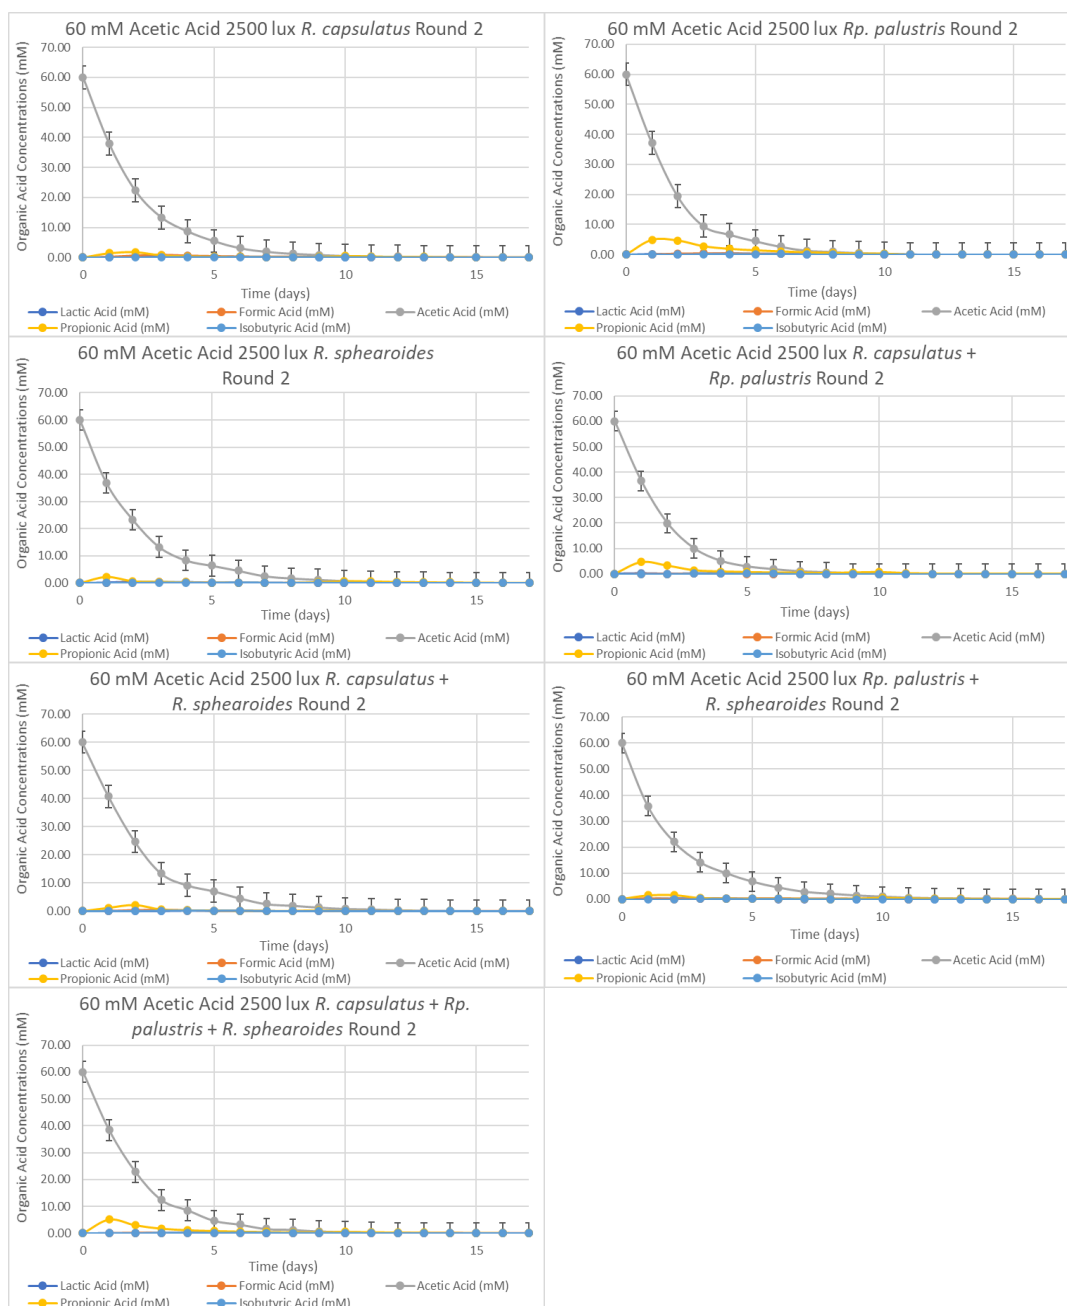 60 mM Acetic Acid 2500 lux R. capsulatus Round 2
Organic Acid Concentrations (mM)
70.00
60.00
50.00
40.00
30.00
20.00
10.00
0.00
0 5 10 15
Time (days)
Lactic Acid (mM) Formic Acid (mM) Acetic Acid (mM)
Propionic Acid (mM) Isobutyric Acid (mM)
60 mM Acetic Acid 2500 lux Rp. palustris Round 2
Organic Acid Concentrations (mM)
70.00
60.00
50.00
40.00
30.00
20.00
10.00
0.00
0 5 10 15
Time (days)
Lactic Acid (mM) Formic Acid (mM) Acetic Acid (mM)
Propionic Acid (mM) Isobutyric Acid (mM)
60 mM Acetic Acid 2500 lux R. sphearoides
Round 2
Organic Acid Concentrations (mM)
70.00
60.00
50.00
40.00
30.00
20.00
10.00
0.00
0 5 10 15
Time (days)
Lactic Acid (mM) Formic Acid (mM) Acetic Acid (mM)
Propionic Acid (mM) Isobutyric Acid (mM)
60 mM Acetic Acid 2500 lux R. capsulatus +
Rp. palustris Round 2
Organic Acid Concentrations (mM)
70.00
60.00
50.00
40.00
30.00
20.00
10.00
0.00
0 5 10 15
Time (days)
Lactic Acid (mM) Formic Acid (mM) Acetic Acid (mM)
Propionic Acid (mM) Isobutyric Acid (mM)
60 mM Acetic Acid 2500 lux R. capsulatus +
R. sphearoides Round 2
Organic Acid Concentrations (mM)
70.00
60.00
50.00
40.00
30.00
20.00
10.00
0.00
0 5 10 15
Time (days)
Lactic Acid (mM) Formic Acid (mM) Acetic Acid (mM)
Propionic Acid (mM) Isobutyric Acid (mM)
60 mM Acetic Acid 2500 lux Rp. palustris +
R. sphearoides Round 2
Organic Acid Concentrations (mM)
70.00
60.00
50.00
40.00
30.00
20.00
10.00
0.00
0 5 10 15
Time (days)
Lactic Acid (mM) Formic Acid (mM) Acetic Acid (mM)
Propionic Acid (mM) Isobutyric Acid (mM)
60 mM Acetic Acid 2500 lux R. capsulatus + Rp.
palustris + R. sphearoides Round 2
Organic Acid Concentrations (mM)
70.00
60.00
50.00
40.00
30.00
20.00
10.00
0.00
0 5 10 15
Time (days)
Lactic Acid (mM) Formic Acid (mM) Acetic Acid (mM)
Propionic Acid (mM) Isobutyric Acid (mM)